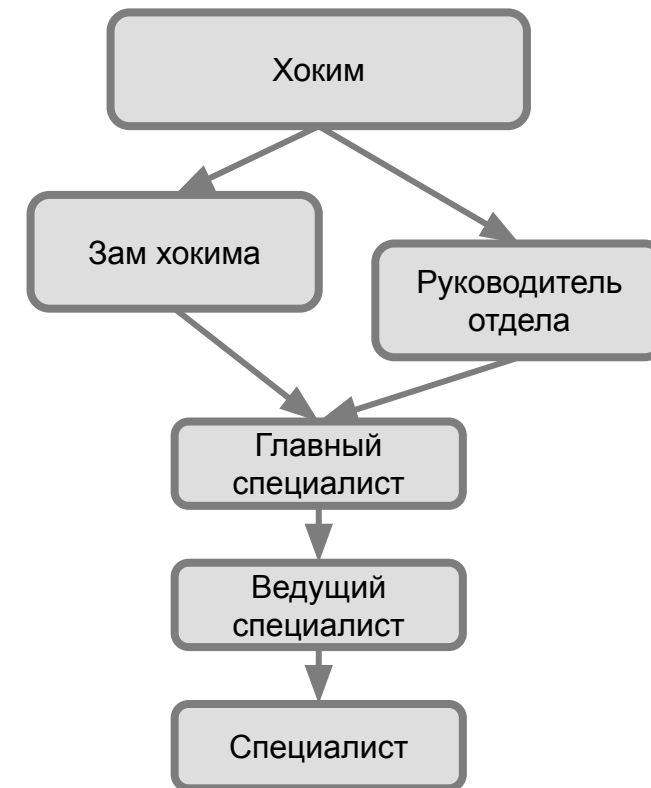 Хоким
Зам хокима
Руководитель
отдела
Главный
специалист
Ведущий
специалист
Специалист